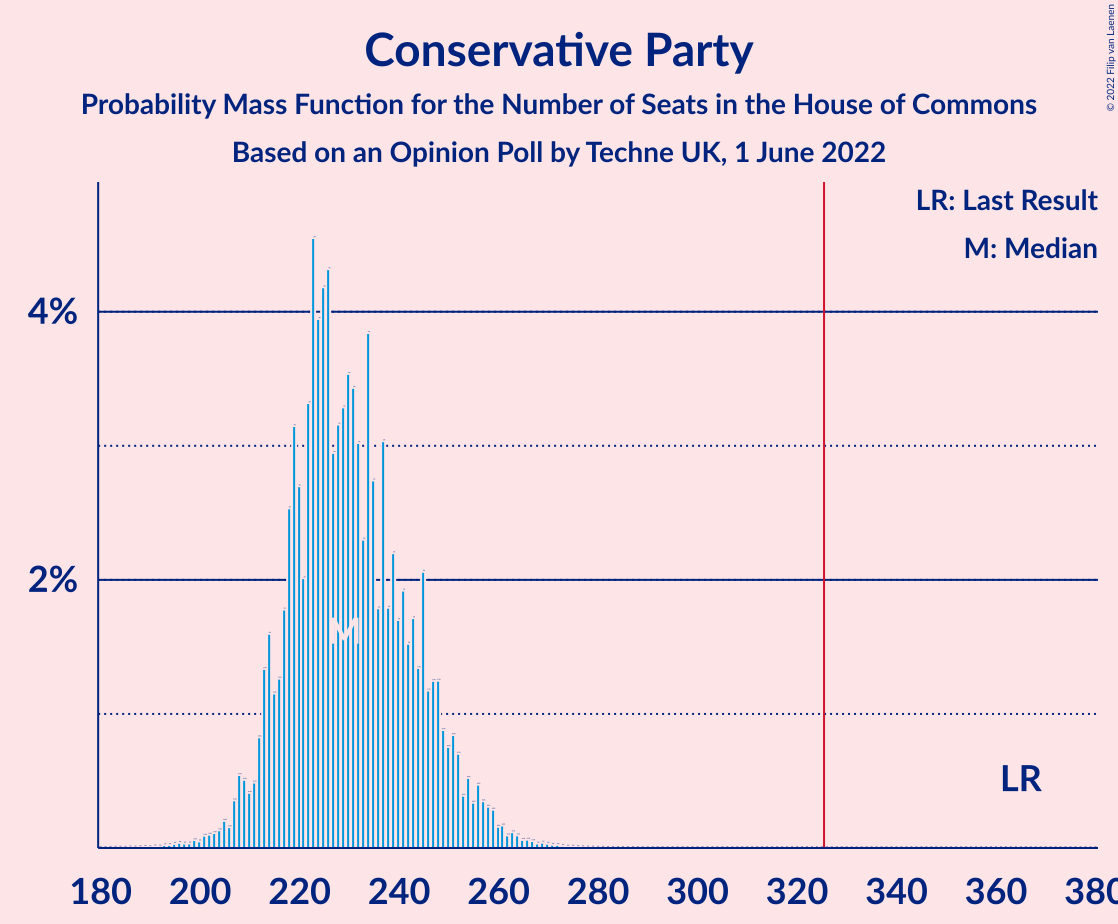 Conservative Party
Probability Mass Function for the Number of Seats in the House of Commons
Based on an Opinion Poll by Techne UK, 1 June 2022
© 2022 Filip van Laenen
LR: Last Result
M: Median
4%
2%
M
LR
180 200 220 240 260 280 300 320 340 360 380